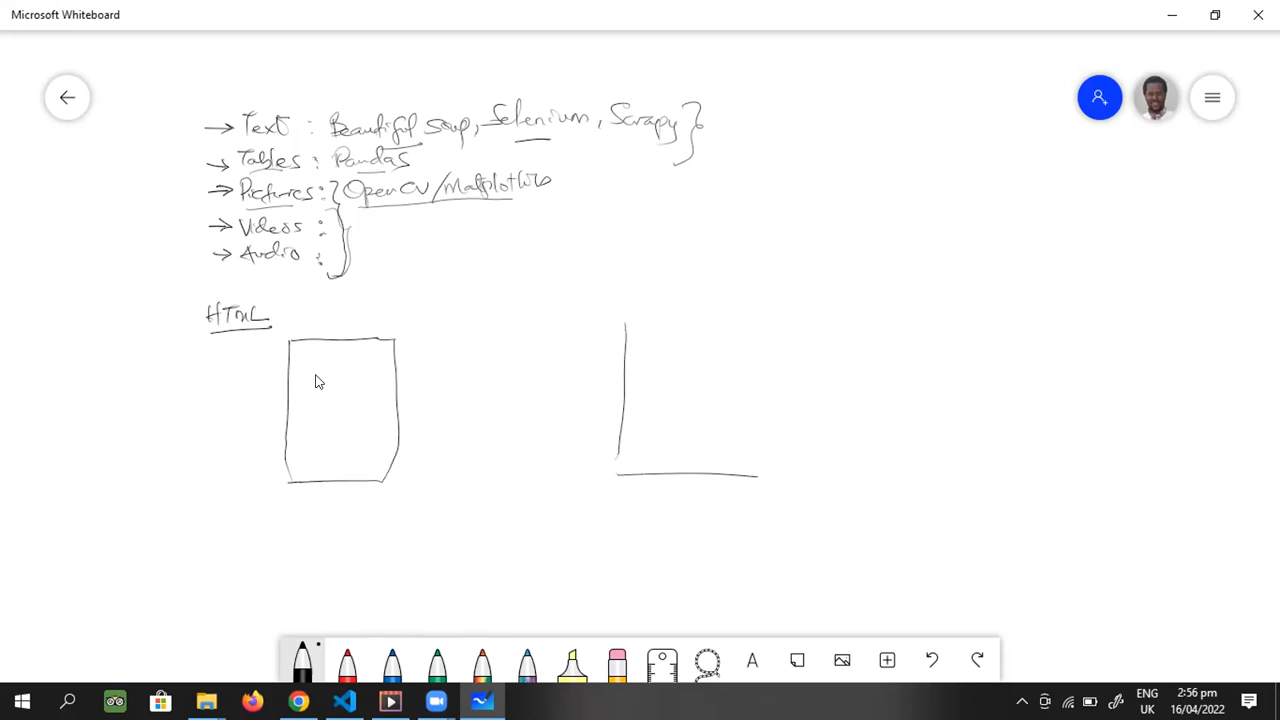 Microsoft Whiteboard
→ Text : Beautiful soup, Selenium, Scrapy
→ Tables : Pandas
→ Pictures : OpenCV/Matplotlib
→ Videos :
→ Audio :
HTML
A
ENG 2:56 pm
UK 16/04/2022